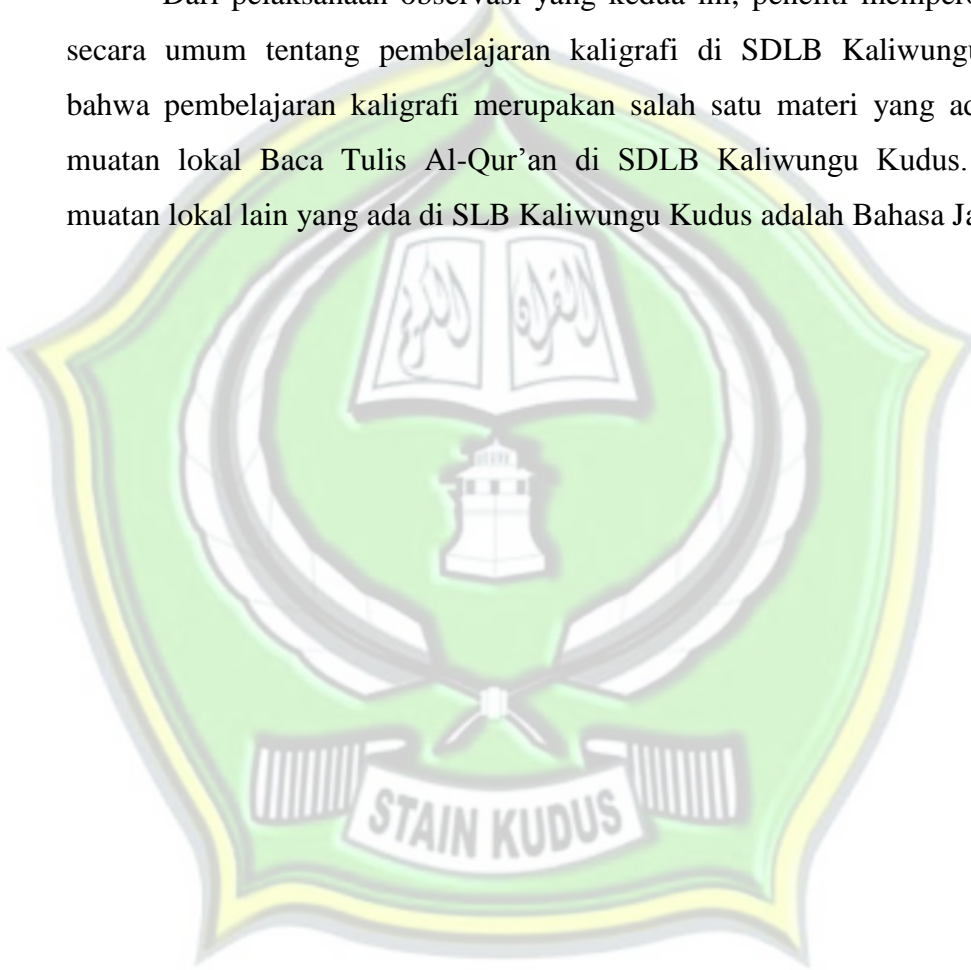 Dari pelaksanaan observasi yang kedua ini, peneliti
secara umum tentang pembelajaran kaligrafi di SDLB
bahwa pembelajaran kaligrafi merupakan salah satu materi yang
muatan lokal Baca Tulis Al-Qur’an di SDLB Kaliwungu Kudus.
muatan lokal lain yang ada di SLB Kaliwungu Kudus adalah Bahasa
القرآن
الكريم
STAIN KUDUS